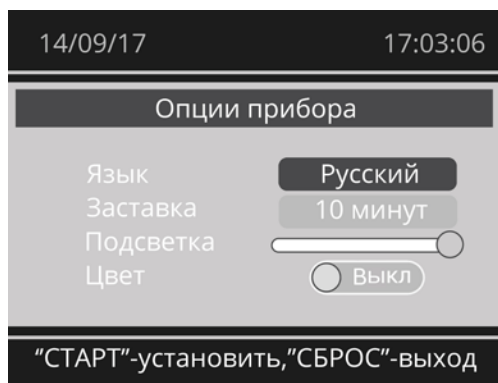 14/09/17 17:03:06
Опции прибора
Язык Русский
Заставка 10 минут
Подсветка
Цвет Выкл
“СТАРТ”-установить,”СБРОС”-выход